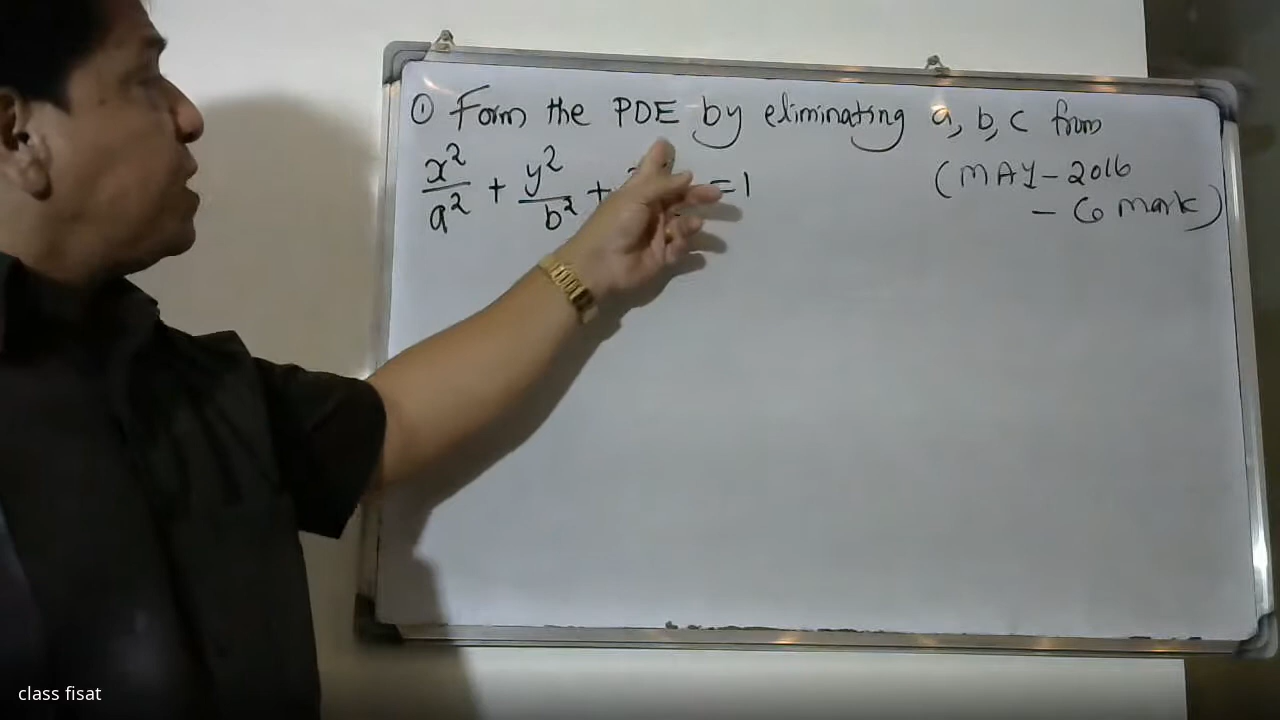 ① Form the PDE by eliminating a, b, c from
x²/a² + y²/b² + =1
(MAY-2016
- 6 mark)
class fisat